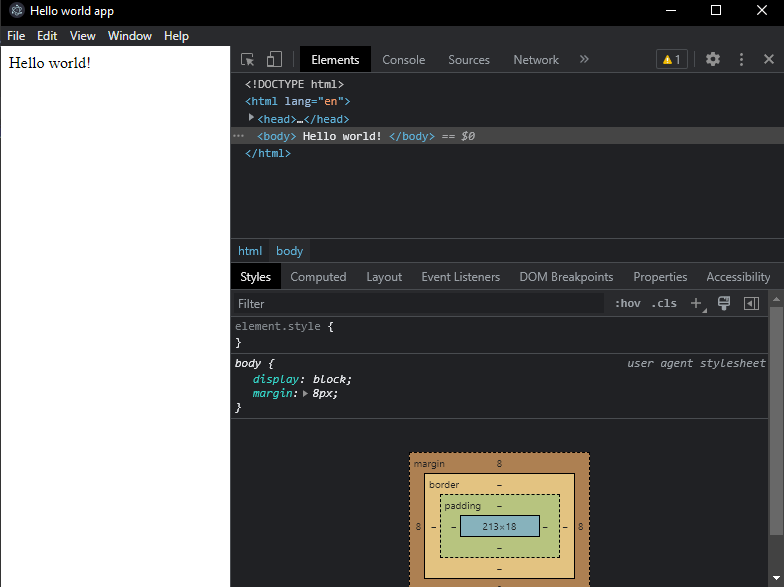 Hello world app
File Edit View Window Help
Hello world!
Elements Console Sources Network » 1
<!DOCTYPE html>
<html lang="en">
<head>…</head>
<body> Hello world! </body> == $0
</html>
html body
Styles Computed Layout Event Listeners DOM Breakpoints Properties Accessibility
Filter :hov .cls +
element.style {
}
body { user agent stylesheet
display: block;
margin: 8px;
}
margin 8
border –
padding –
8 – – 213×18 – – 8
–
–